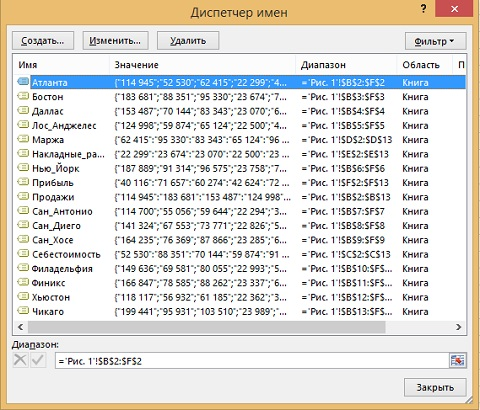 Диспетчер имен
Создать... Изменить... Удалить Фильтр
Имя Значение Диапазон Область П
Атланта {"114 945";"52 530";"62 415";"22 299";"4... ='Рис. 1'!$B$2:$F$2 Книга
Бостон {"183 681";"88 351";"95 330";"23 674";"7... ='Рис. 1'!$B$3:$F$3 Книга
Даллас {"153 487";"70 144";"83 343";"23 070";"6... ='Рис. 1'!$B$4:$F$4 Книга
Лос_Анджелес {"124 998";"59 874";"65 124";"22 500";"4... ='Рис. 1'!$B$5:$F$5 Книга
Маржа {"62 415":"95 330":"83 343":"65 124":"96 ... ='Рис. 1'!$D$2:$D$13 Книга
Накладные_ра... {"22 299":"23 674":"23 070":"22 500":"23 ... ='Рис. 1'!$E$2:$E$13 Книга
Нью_Йорк {"187 889";"91 314";"96 575";"23 758";"7... ='Рис. 1'!$B$6:$F$6 Книга
Прибыль {"40 116":"71 657":"60 274":"42 624":"72 ... ='Рис. 1'!$F$2:$F$13 Книга
Продажи {"114 945":"183 681":"153 487":"124 998"... ='Рис. 1'!$B$2:$B$13 Книга
Сан_Антонио {"114 700";"55 056";"59 644";"22 294";"3... ='Рис. 1'!$B$7:$F$7 Книга
Сан_Диего {"141 324";"67 553";"73 771";"22 826";"5... ='Рис. 1'!$B$8:$F$8 Книга
Сан_Хосе {"164 235";"76 369";"87 866";"23 285";"6... ='Рис. 1'!$B$9:$F$9 Книга
Себестоимость {"52 530":"88 351":"70 144":"59 874":"91 ... ='Рис. 1'!$C$2:$C$13 Книга
Филадельфия {"149 636";"69 581";"80 055";"22 993";"5... ='Рис. 1'!$B$10:$F$... Книга
Финикс {"166 847";"78 585";"88 262";"23 337";"6... ='Рис. 1'!$B$11:$F$... Книга
Хьюстон {"118 117";"56 932";"61 185";"22 362";"3... ='Рис. 1'!$B$12:$F$... Книга
Чикаго {"199 441";"95 931";"103 510";"23 989";"... ='Рис. 1'!$B$13:$F$... Книга
Диапазон:
='Рис. 1'!$B$2:$F$2
Закрыть